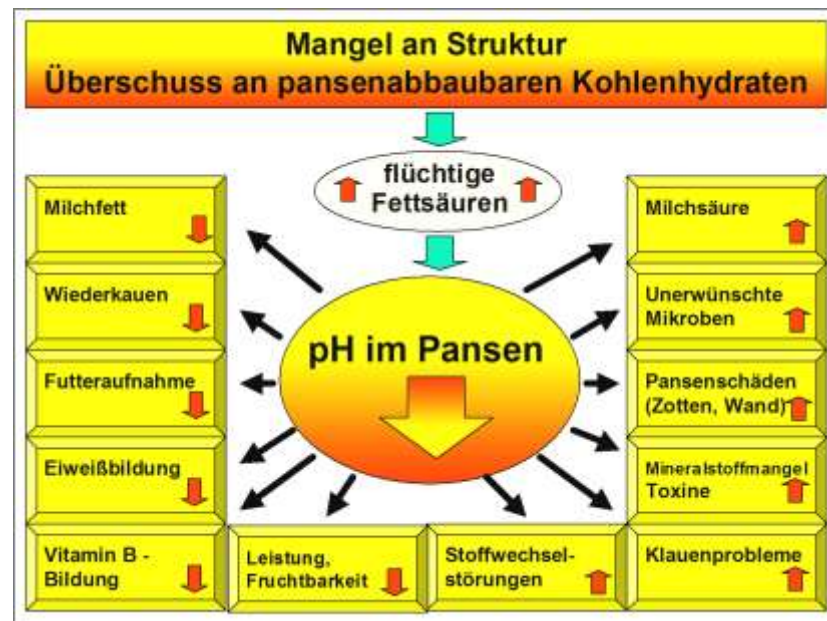 Mangel an Struktur
Überschuss an pansenabbaubaren Kohlenhydraten
flüchtige
Fettsäuren
pH im Pansen
Milchfett
Wiederkauen
Futteraufnahme
Eiweißbildung
Vitamin B -
Bildung
Leistung,
Fruchtbarkeit
Stoffwechsel-
störungen
Milchsäure
Unerwünschte
Mikroben
Pansenschäden
(Zotten, Wand)
Mineralstoffmangel
Toxine
Klauenprobleme